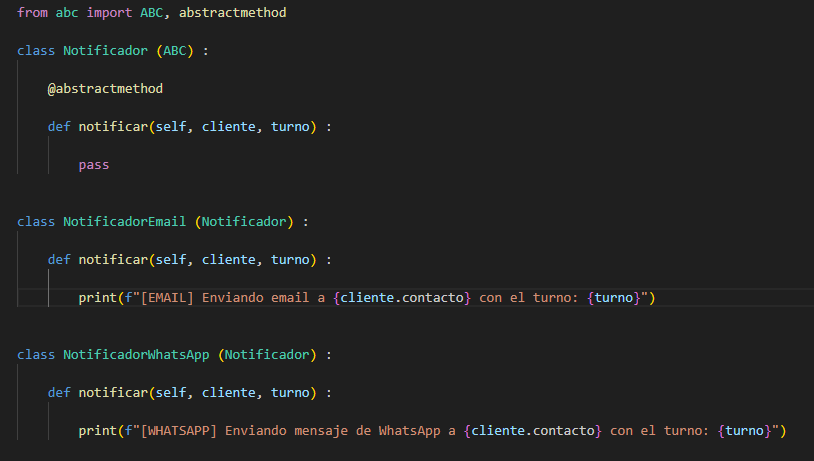 from abc import ABC, abstractmethod
class Notificador (ABC) :
@abstractmethod
def notificar(self, cliente, turno) :
pass
class NotificadorEmail (Notificador) :
def notificar(self, cliente, turno) :
print(f"[EMAIL] Enviando email a {cliente.contacto} con el turno: {turno}")
class NotificadorWhatsApp (Notificador) :
def notificar(self, cliente, turno) :
print(f"[WHATSAPP] Enviando mensaje de WhatsApp a {cliente.contacto} con el turno: {turno}")